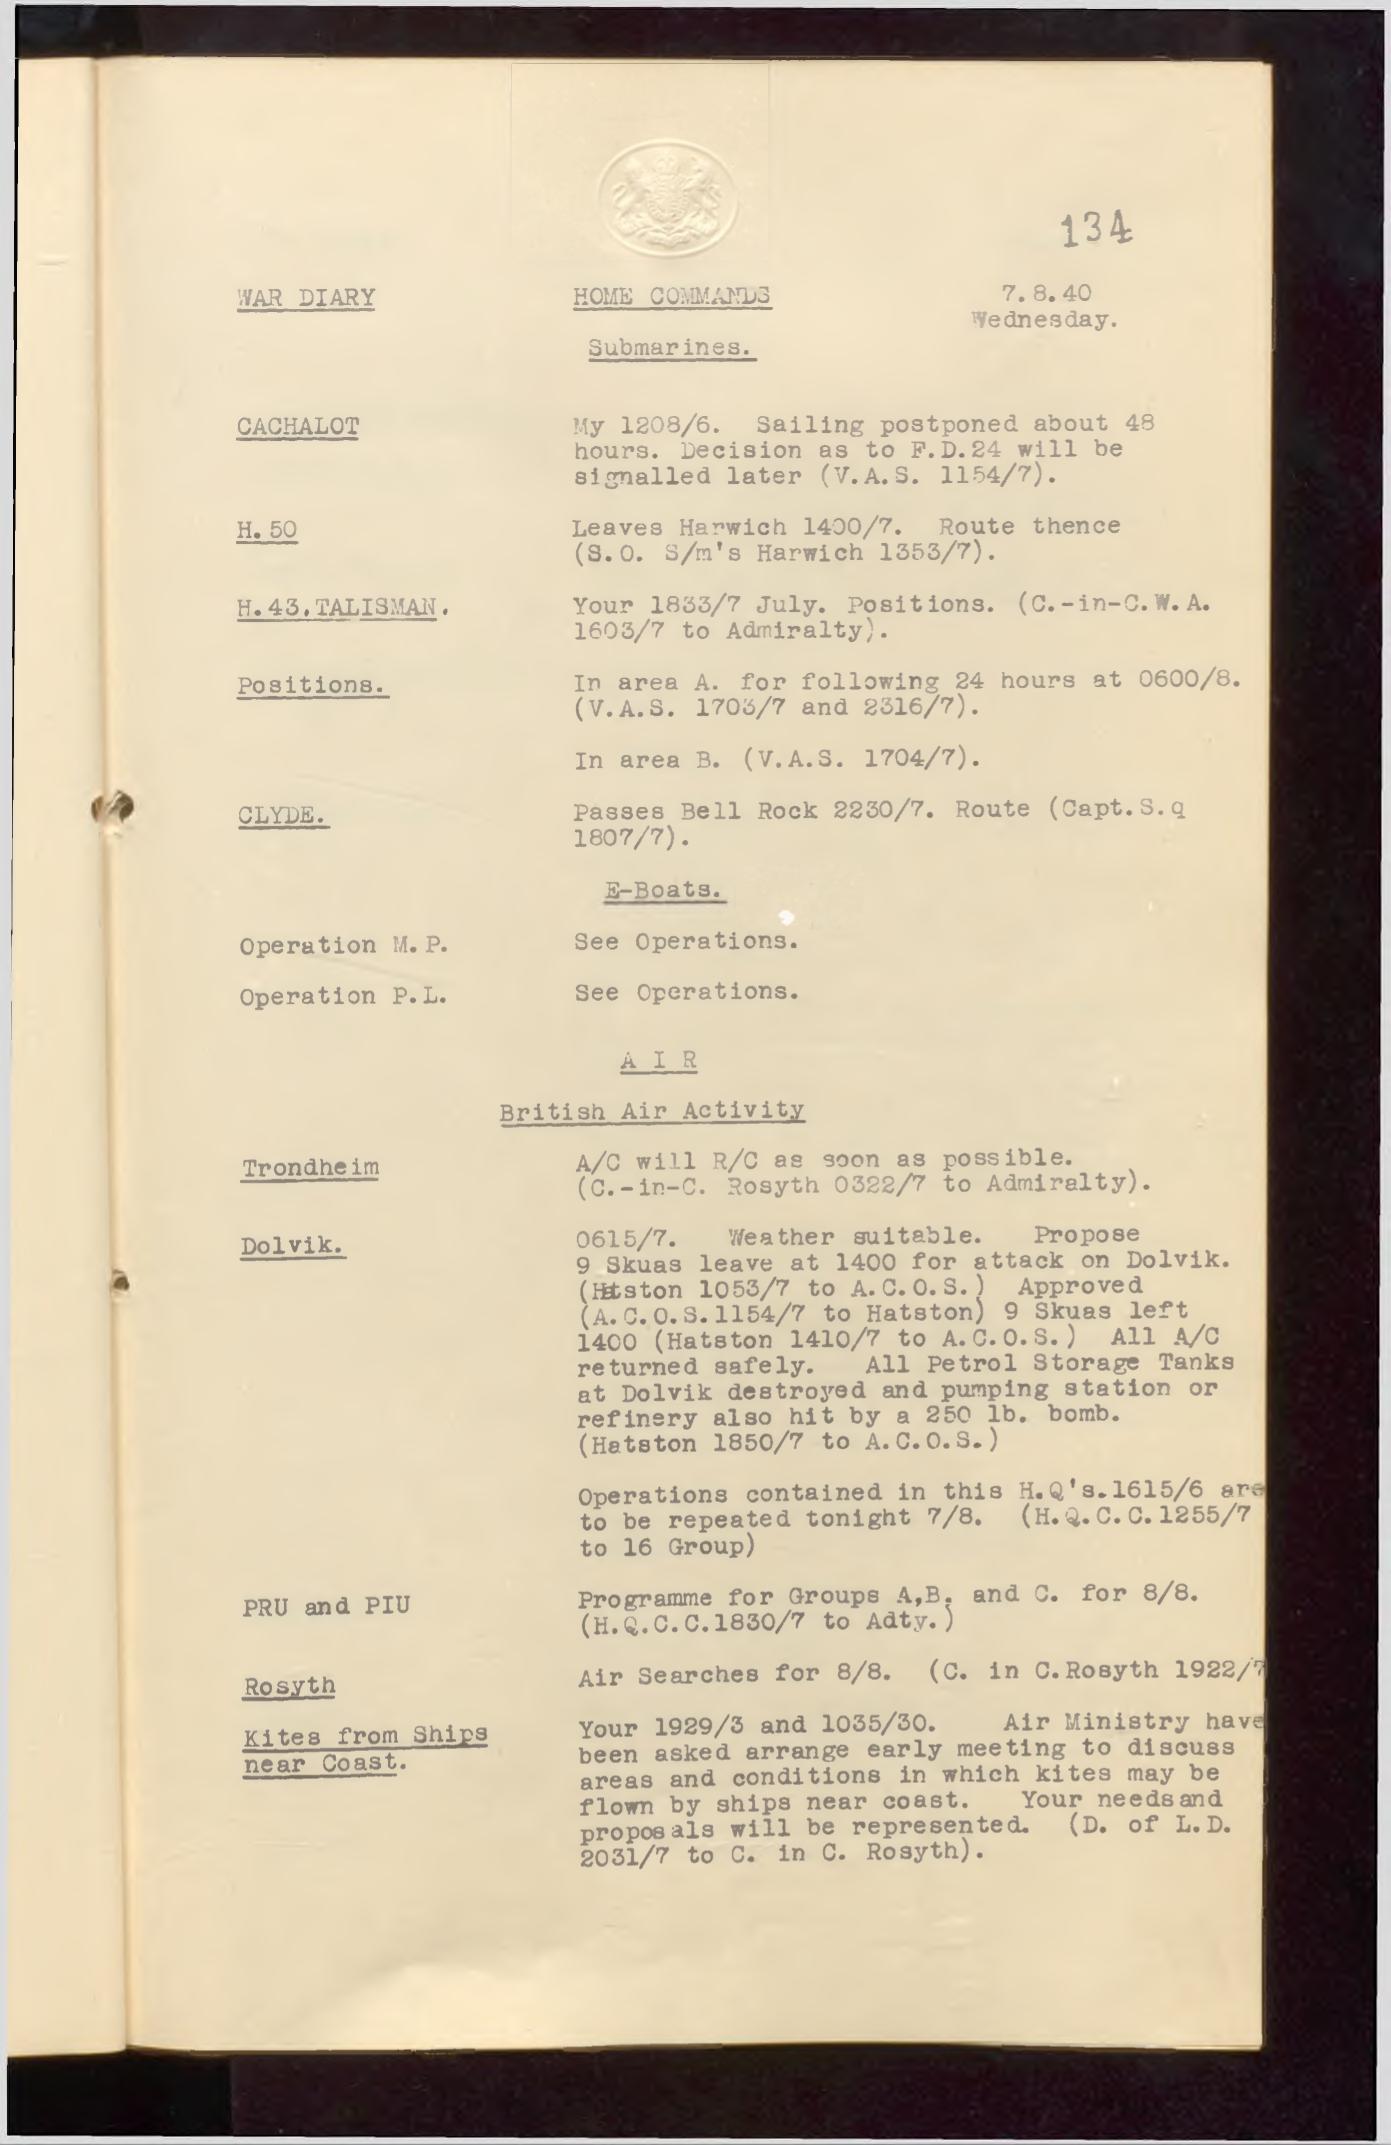 134
WAR DIARY HOME COMMANDS 7.8.40
Wednesday.
Submarines.
CACHALOT My 1208/6. Sailing postponed about 48
hours. Decision as to F.D.24 will be
signalled later (V.A.S. 1154/7).
H.50 Leaves Harwich 1400/7. Route thence
(S.O. S/m's Harwich 1353/7).
H.43.TALISMAN. Your 1833/7 July. Positions. (C.-in-C.W.A.
1603/7 to Admiralty).
Positions. In area A. for following 24 hours at 0600/8.
(V.A.S. 1703/7 and 2316/7).
In area B. (V.A.S. 1704/7).
CLYDE. Passes Bell Rock 2230/7. Route (Capt.S.q
1807/7).
E-Boats.
Operation M.P. See Operations.
Operation P.L. See Operations.
A I R
British Air Activity
Trondheim A/C will R/C as soon as possible.
(C.-in-C. Rosyth 0322/7 to Admiralty).
Dolvik. 0615/7. Weather suitable. Propose
9 Skuas leave at 1400 for attack on Dolvik.
(Hatston 1053/7 to A.C.O.S.) Approved
(A.C.O.S.1154/7 to Hatston) 9 Skuas left
1400 (Hatston 1410/7 to A.C.O.S.) All A/C
returned safely. All Petrol Storage Tanks
at Dolvik destroyed and pumping station or
refinery also hit by a 250 lb. bomb.
(Hatston 1850/7 to A.C.O.S.)
Operations contained in this H.Q's.1615/6 are
to be repeated tonight 7/8. (H.Q.C.C.1255/7
to 16 Group)
PRU and PIU Programme for Groups A,B, and C. for 8/8.
(H.Q.C.C.1830/7 to Adty.)
Rosyth Air Searches for 8/8. (C. in C.Rosyth 1922/7
Kites from Ships Your 1929/3 and 1035/30. Air Ministry have
near Coast. been asked arrange early meeting to discuss
areas and conditions in which kites may be
flown by ships near coast. Your needs and
proposals will be represented. (D. of L.D.
2031/7 to C. in C. Rosyth).